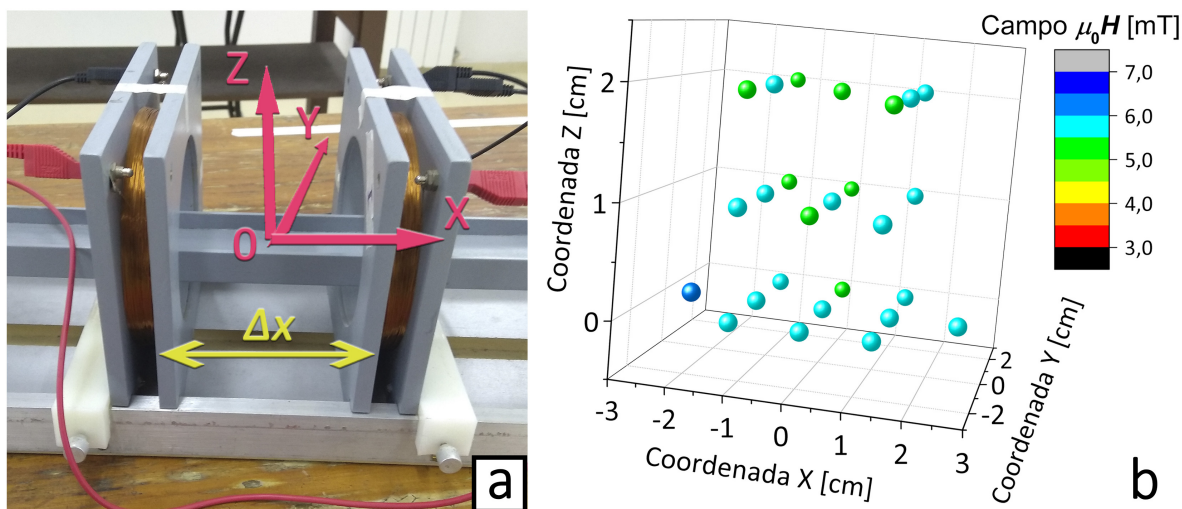 Z
Y
X
0
Δx
a
Campo μ₀H [mT]
7,0
6,0
5,0
4,0
3,0
Coordenada Z [cm]
2
1
0
-3
-2
-1
0
1
2
3
Coordenada X [cm]
2
0
-2
Coordenada Y [cm]
b